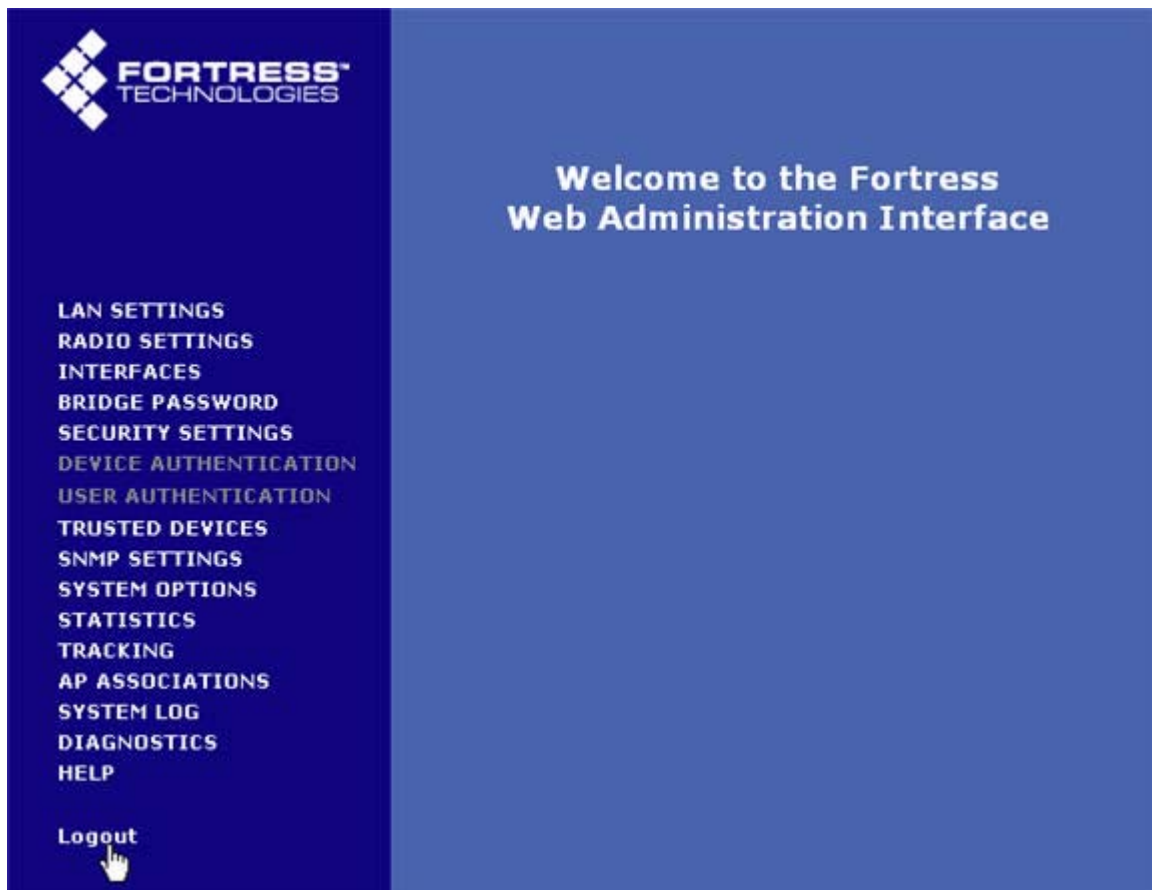 FORTRESS™
TECHNOLOGIES
Welcome to the Fortress
Web Administration Interface
LAN SETTINGS
RADIO SETTINGS
INTERFACES
BRIDGE PASSWORD
SECURITY SETTINGS
DEVICE AUTHENTICATION
USER AUTHENTICATION
TRUSTED DEVICES
SNMP SETTINGS
SYSTEM OPTIONS
STATISTICS
TRACKING
AP ASSOCIATIONS
SYSTEM LOG
DIAGNOSTICS
HELP
Logout